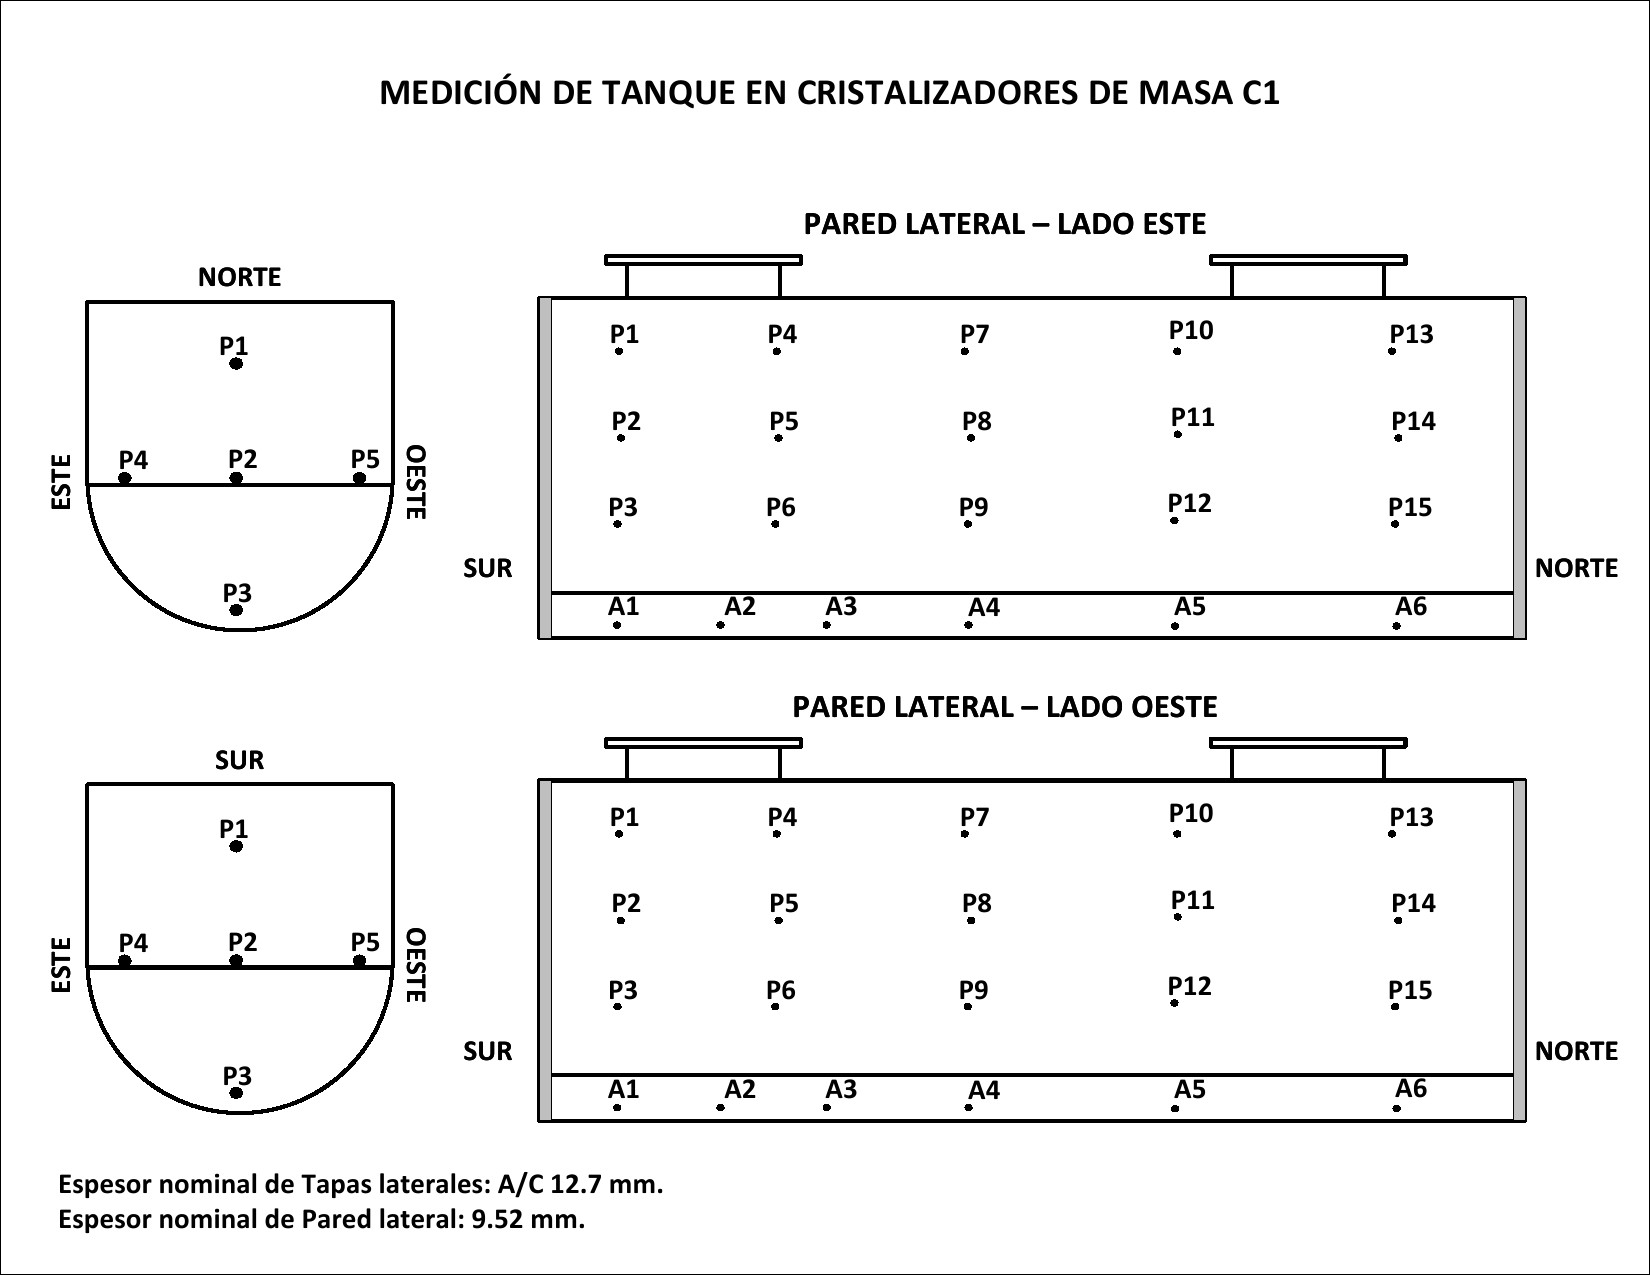 MEDICIÓN DE TANQUE EN CRISTALIZADORES DE MASA C1
PARED LATERAL – LADO ESTE
NORTE
P1
P4 P2 P5
ESTE
OESTE
P3
P1 P4 P7 P10 P13
P2 P5 P8 P11 P14
P3 P6 P9 P12 P15
SUR
NORTE
A1 A2 A3 A4 A5 A6
PARED LATERAL – LADO OESTE
SUR
P1
P4 P2 P5
ESTE
OESTE
P3
P1 P4 P7 P10 P13
P2 P5 P8 P11 P14
P3 P6 P9 P12 P15
SUR
NORTE
A1 A2 A3 A4 A5 A6
Espesor nominal de Tapas laterales: A/C 12.7 mm.
Espesor nominal de Pared lateral: 9.52 mm.